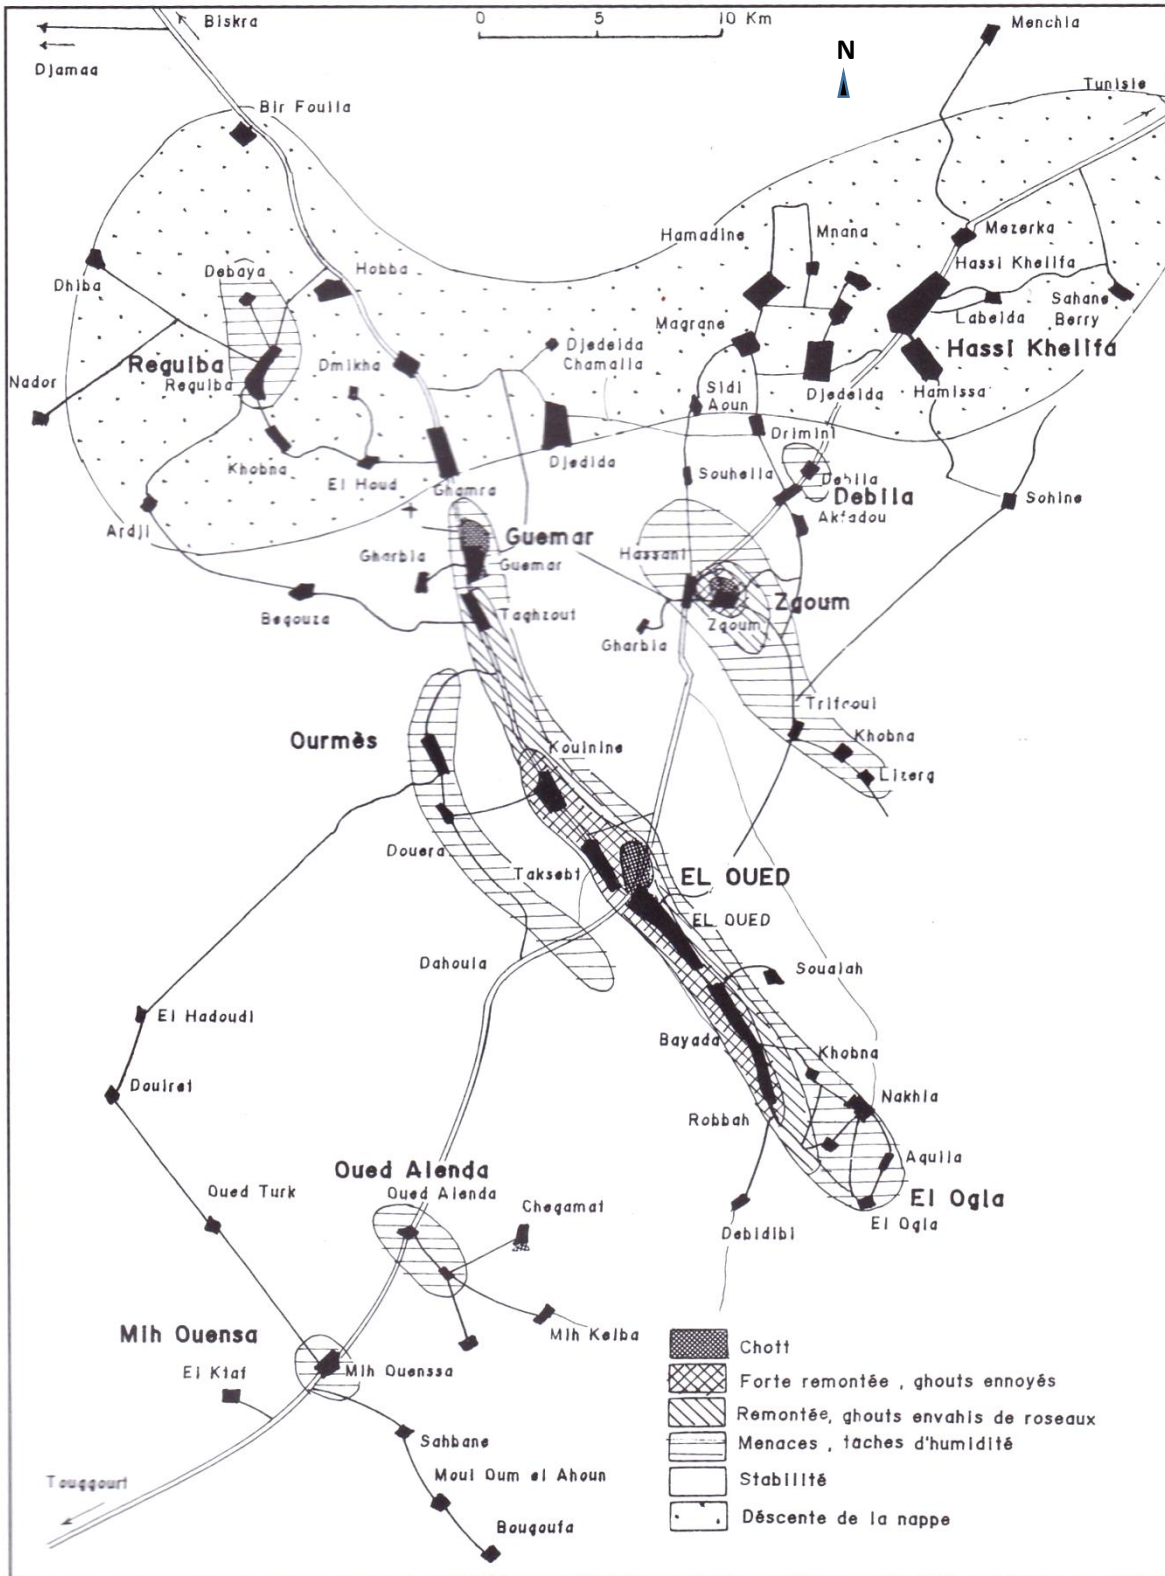 Biskra
0 5 10 Km
Menchia
Djamaa
N
Tunisie
Bir Foulla
Hamadine
Mnana
Mezerka
Hassi Khelifa
Dhiba
Debaya
Hobba
Labeida
Sahane
Berry
Magrane
Hassi Khelifa
Reguiba
Reguiba
Dmikha
Djedeida
Chamalia
Nador
Sidi
Aoun
Djedeida
Hamissa
Drimini
Khobna
El Houd
Djedida
Souhella
Debila
Debila
Sohine
Ghamra
Akfadou
Ardji
Guemar
Gharbia
Guemar
Hassani
Begouza
Taghzout
Zgoum
Zgoum
Gharbia
Trifaoui
Ourmès
Kouinine
Khobna
Lizerg
Douera
Taksebt
EL OUED
EL OUED
Dahoula
Soualah
El Hadoudi
Bayada
Khobna
Douiret
Nakhla
Robbah
Oued Alenda
Aquila
Oued Turk
Oued Alenda
Chegamat
El Ogla
Debidibi
El Ogla
Mih Ouensa
Mih Kelba
El Ktaf
Mih Ouenssa
Chott
Forte remontée , ghouts ennoyés
Remontée, ghouts envahis de roseaux
Sahbane
Menaces , taches d'humidité
Touggourt
Moui Oum el Ahoun
Stabilité
Bougoufa
Déscente de la nappe